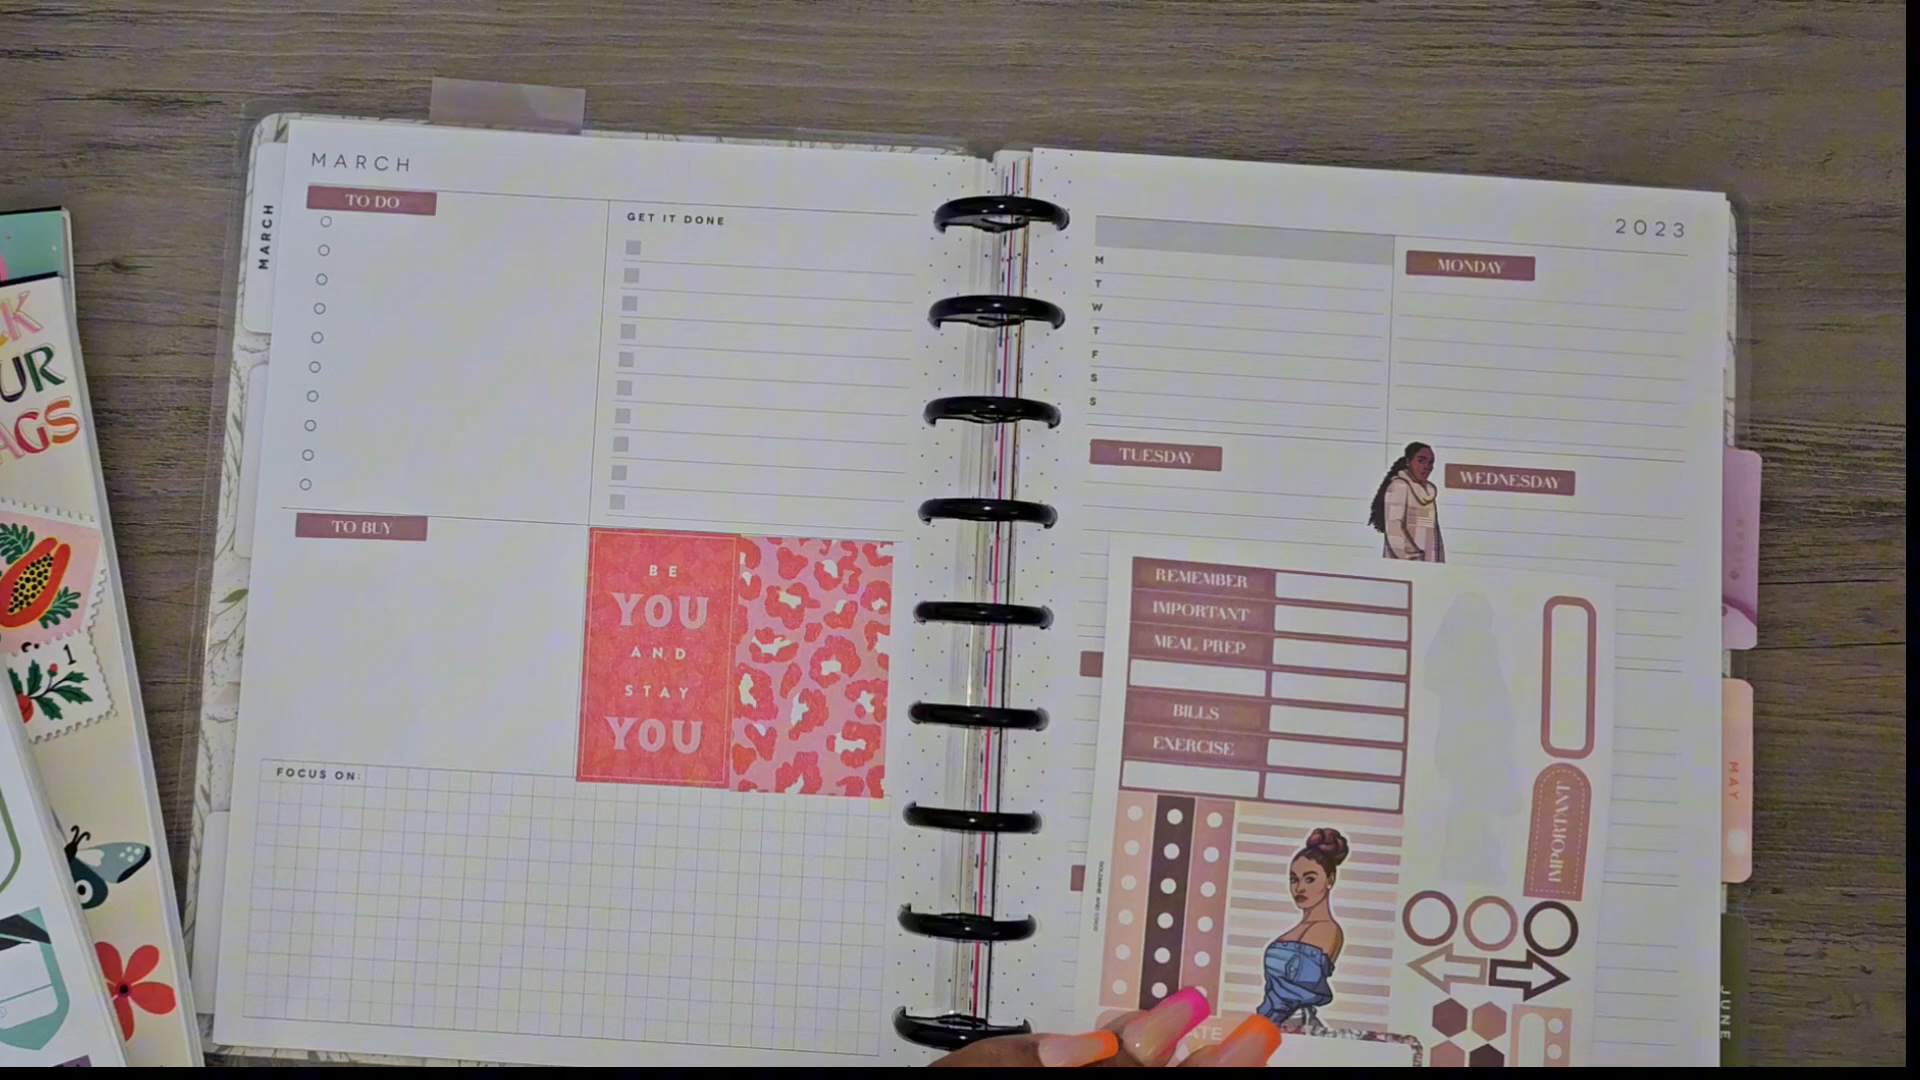 MARCH
TO DO
MARCH
GET IT DONE
TO BUY
BE
YOU
AND
STAY
YOU
FOCUS ON:
2023
M
T
W
T
F
S
S
MONDAY
TUESDAY
WEDNESDAY
REMEMBER
IMPORTANT
MEAL PREP
BILLS
EXERCISE
IMPORTANT
MAY
JUNE
1